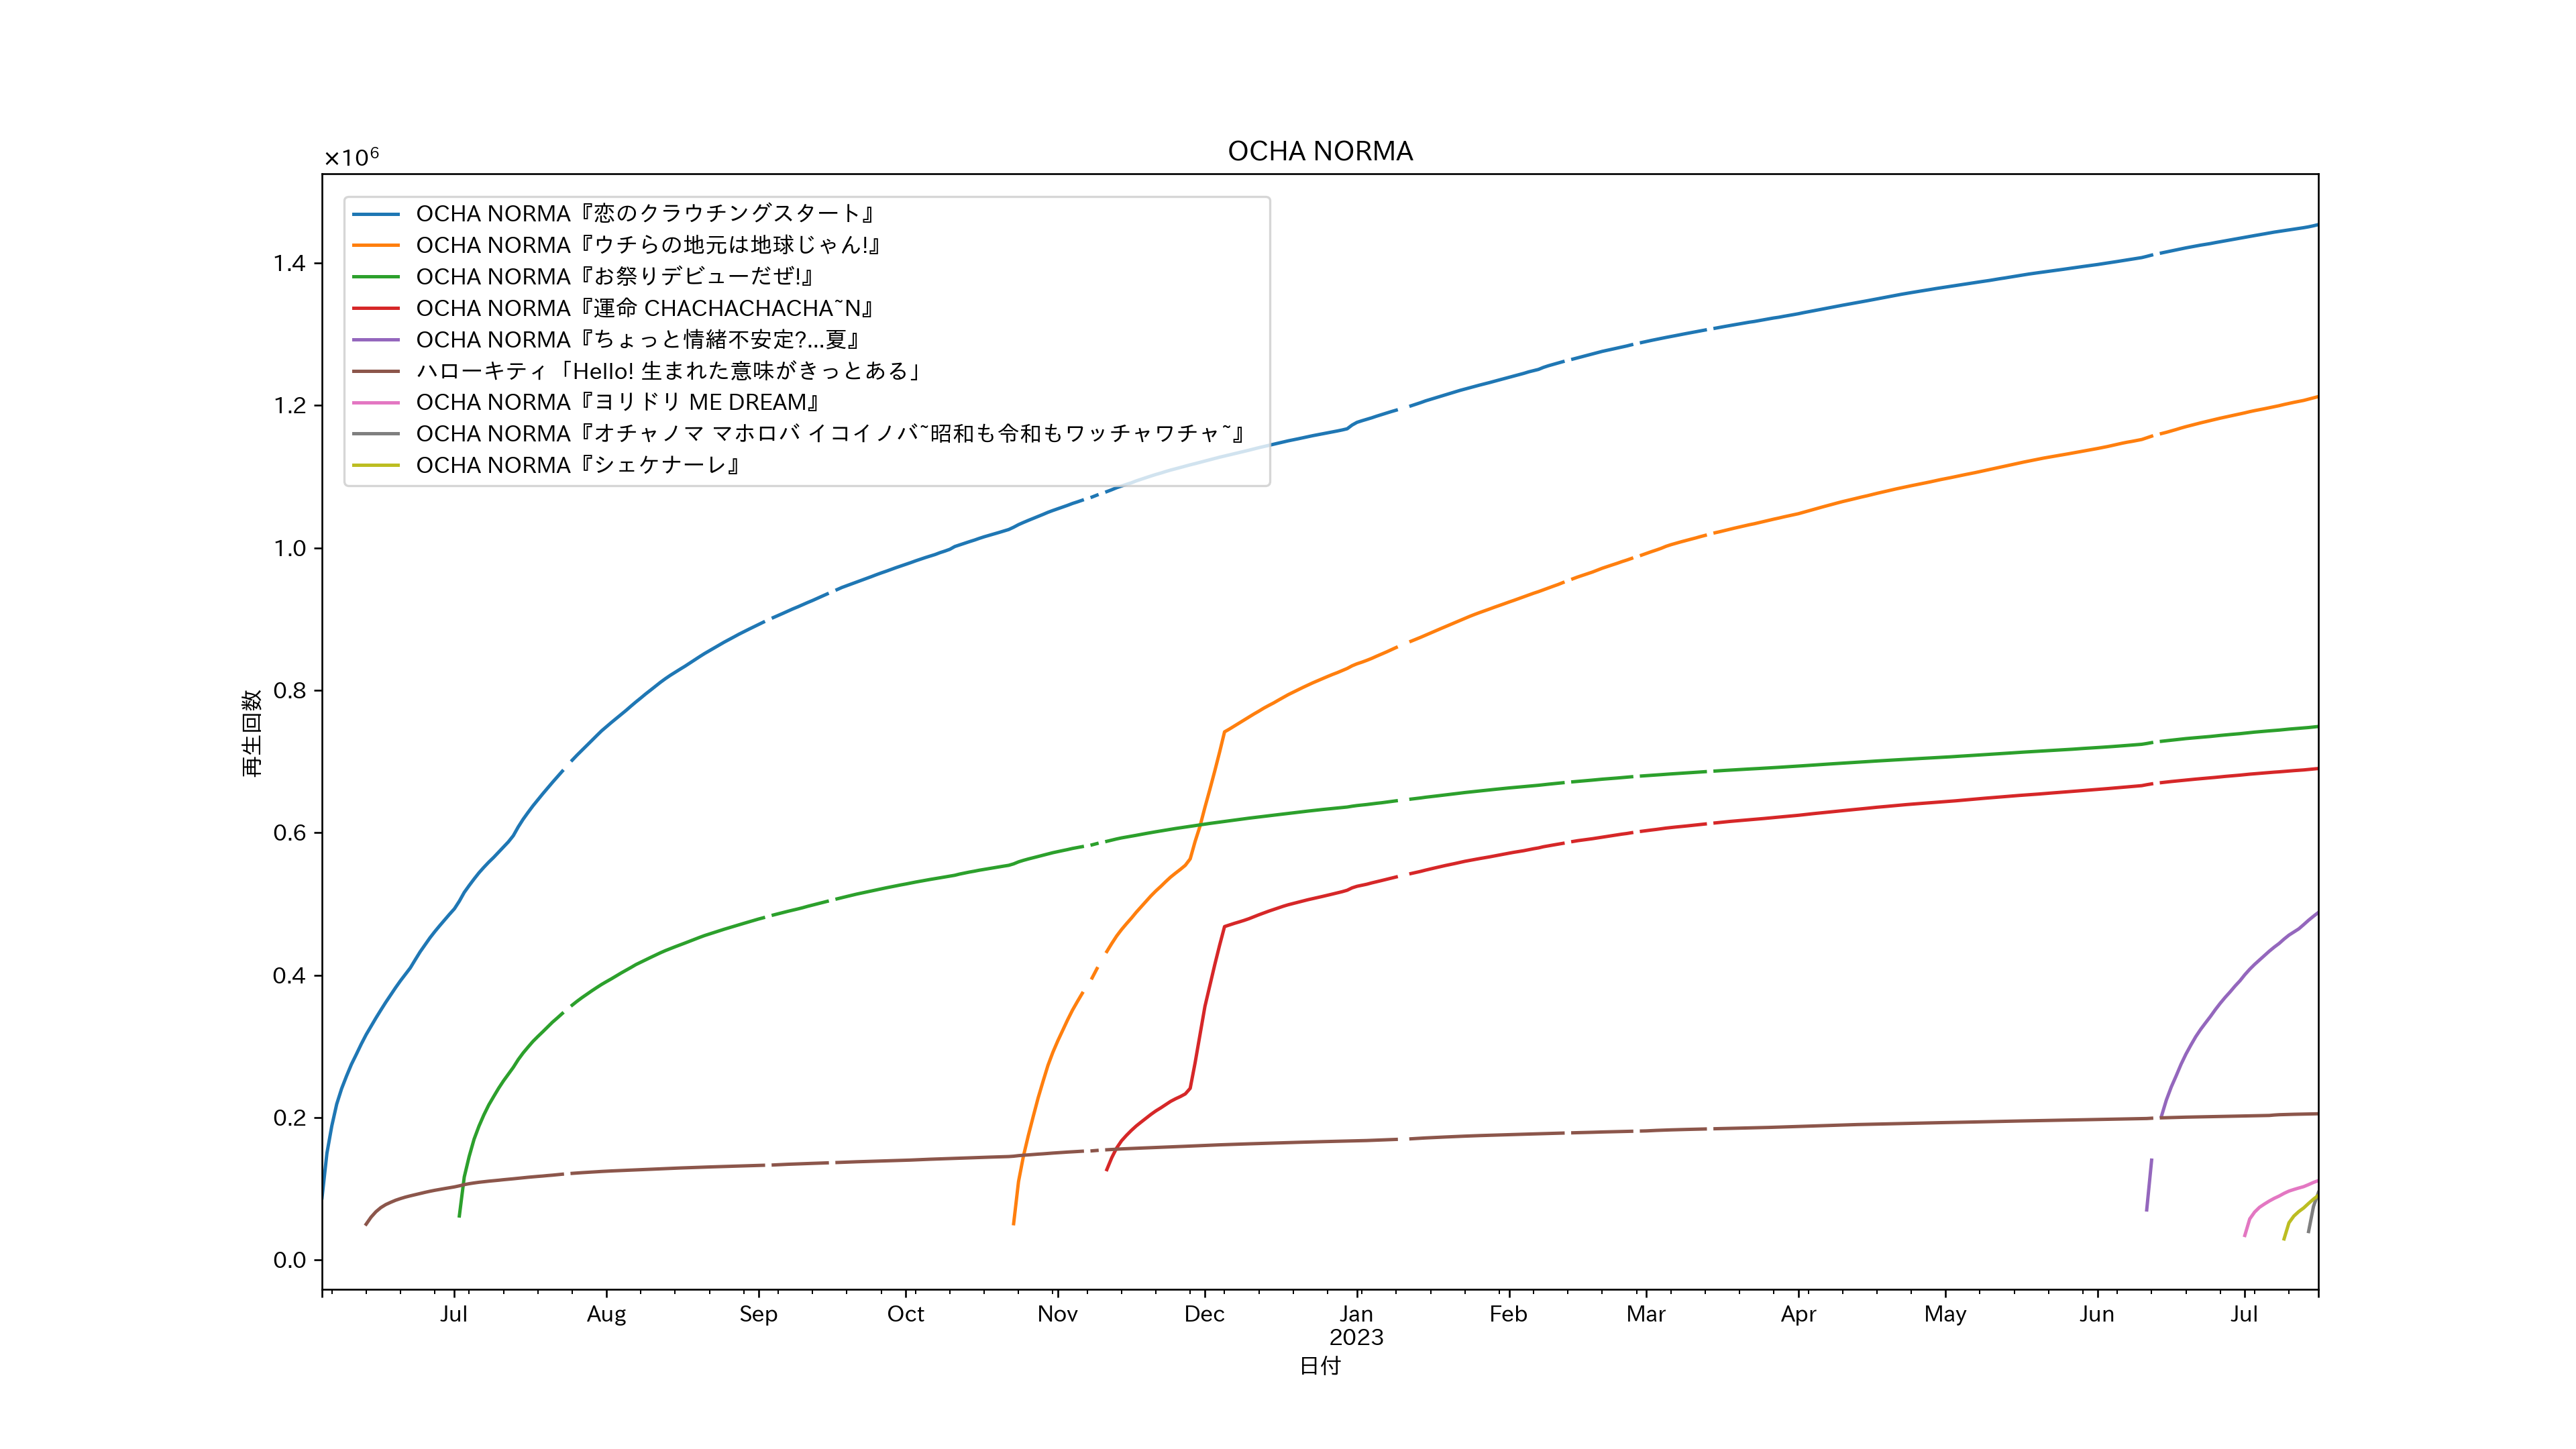 OCHA NORMA
×10⁶
OCHA NORMA『恋のクラウチングスタート』
OCHA NORMA『ウチらの地元は地球じゃん!』
OCHA NORMA『お祭りデビューだぜ!』
OCHA NORMA『運命 CHACHACHACHA~N』
OCHA NORMA『ちょっと情緒不安定?...夏』
ハローキティ「Hello! 生まれた意味がきっとある」
OCHA NORMA『ヨリドリ ME DREAM』
OCHA NORMA『オチャノマ マホロバ イコイノバ~昭和も令和もワッチャワチャ~』
OCHA NORMA『シェケナーレ』
1.4
1.2
1.0
0.8
0.6
0.4
0.2
0.0
再生回数
Jul Aug Sep Oct Nov Dec Jan Feb Mar Apr May Jun Jul
2023
日付